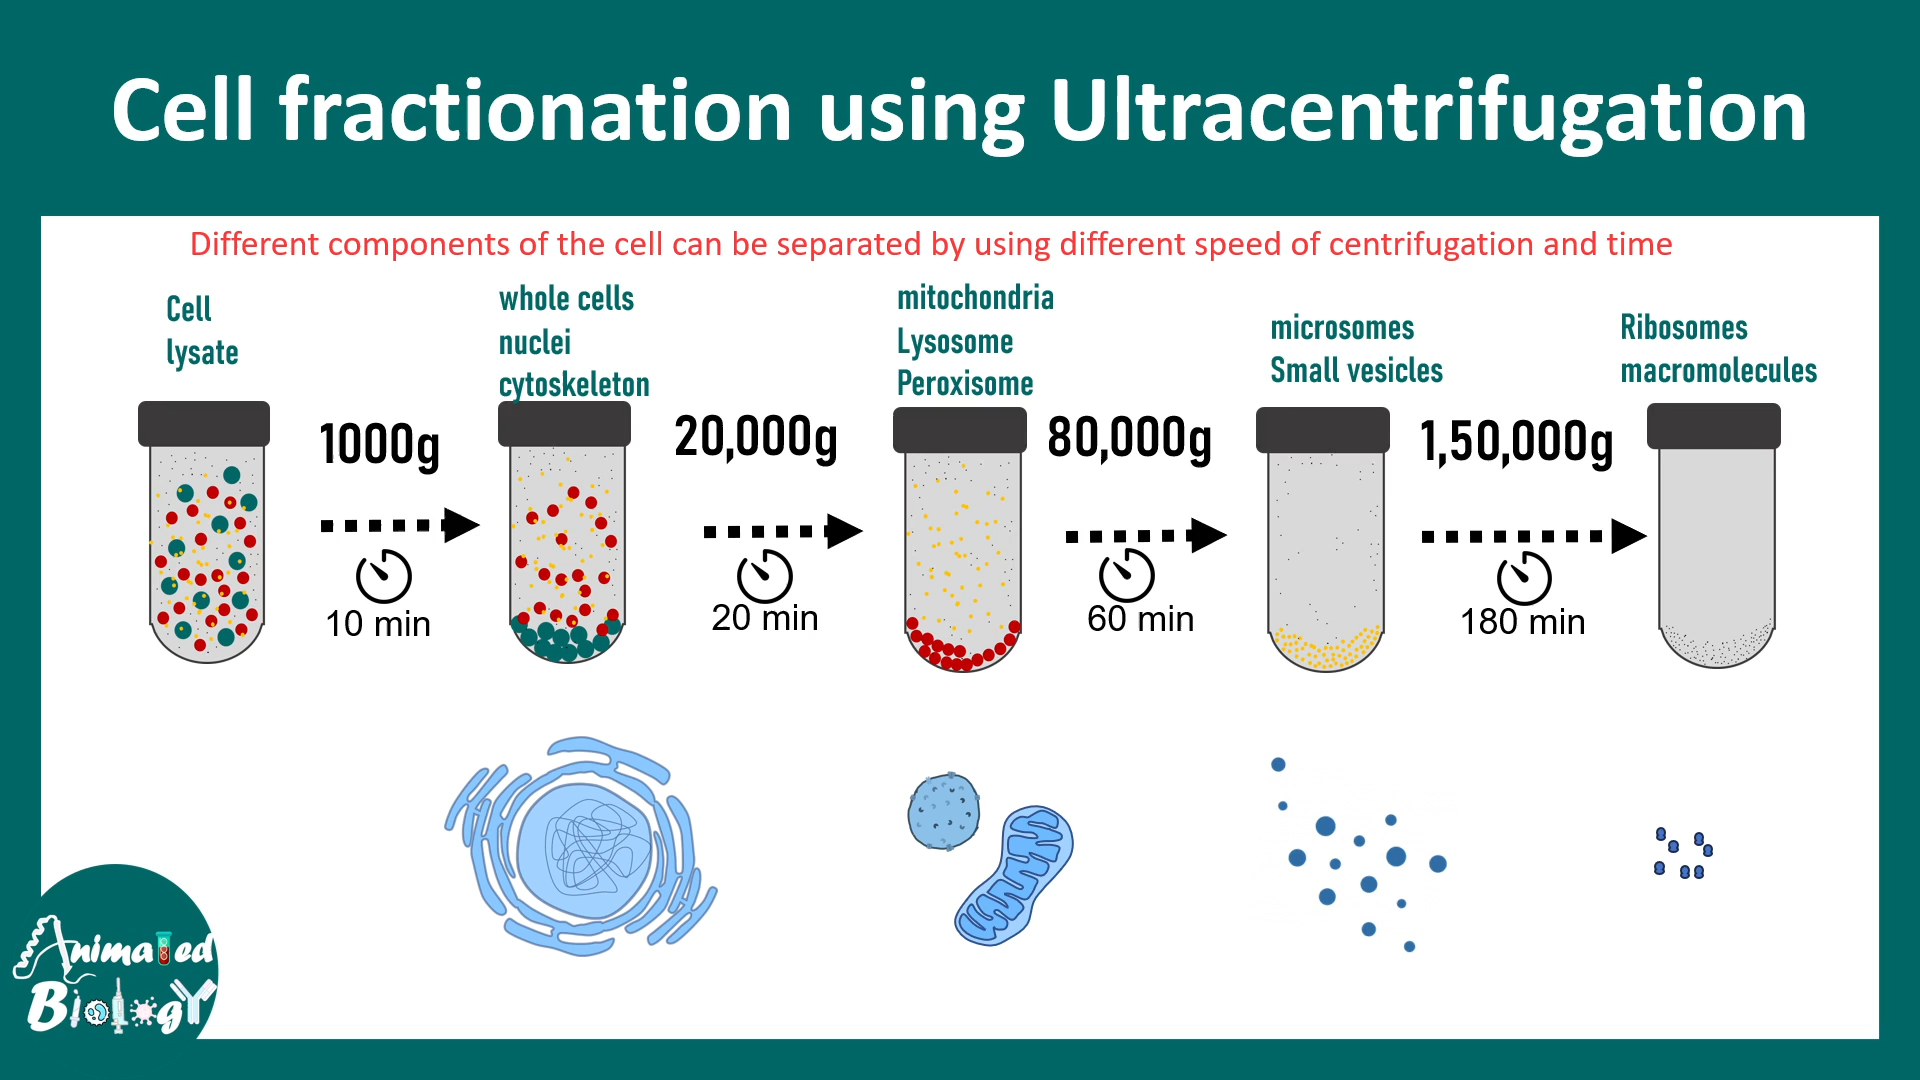 Cell fractionation using Ultracentrifugation
Different components of the cell can be separated by using different speed of centrifugation and time
Cell
lysate
whole cells
nuclei
cytoskeleton
mitochondria
Lysosome
Peroxisome
microsomes
Small vesicles
Ribosomes
macromolecules
1000g
10 min
20,000g
20 min
80,000g
60 min
1,50,000g
180 min
Animated
Biology